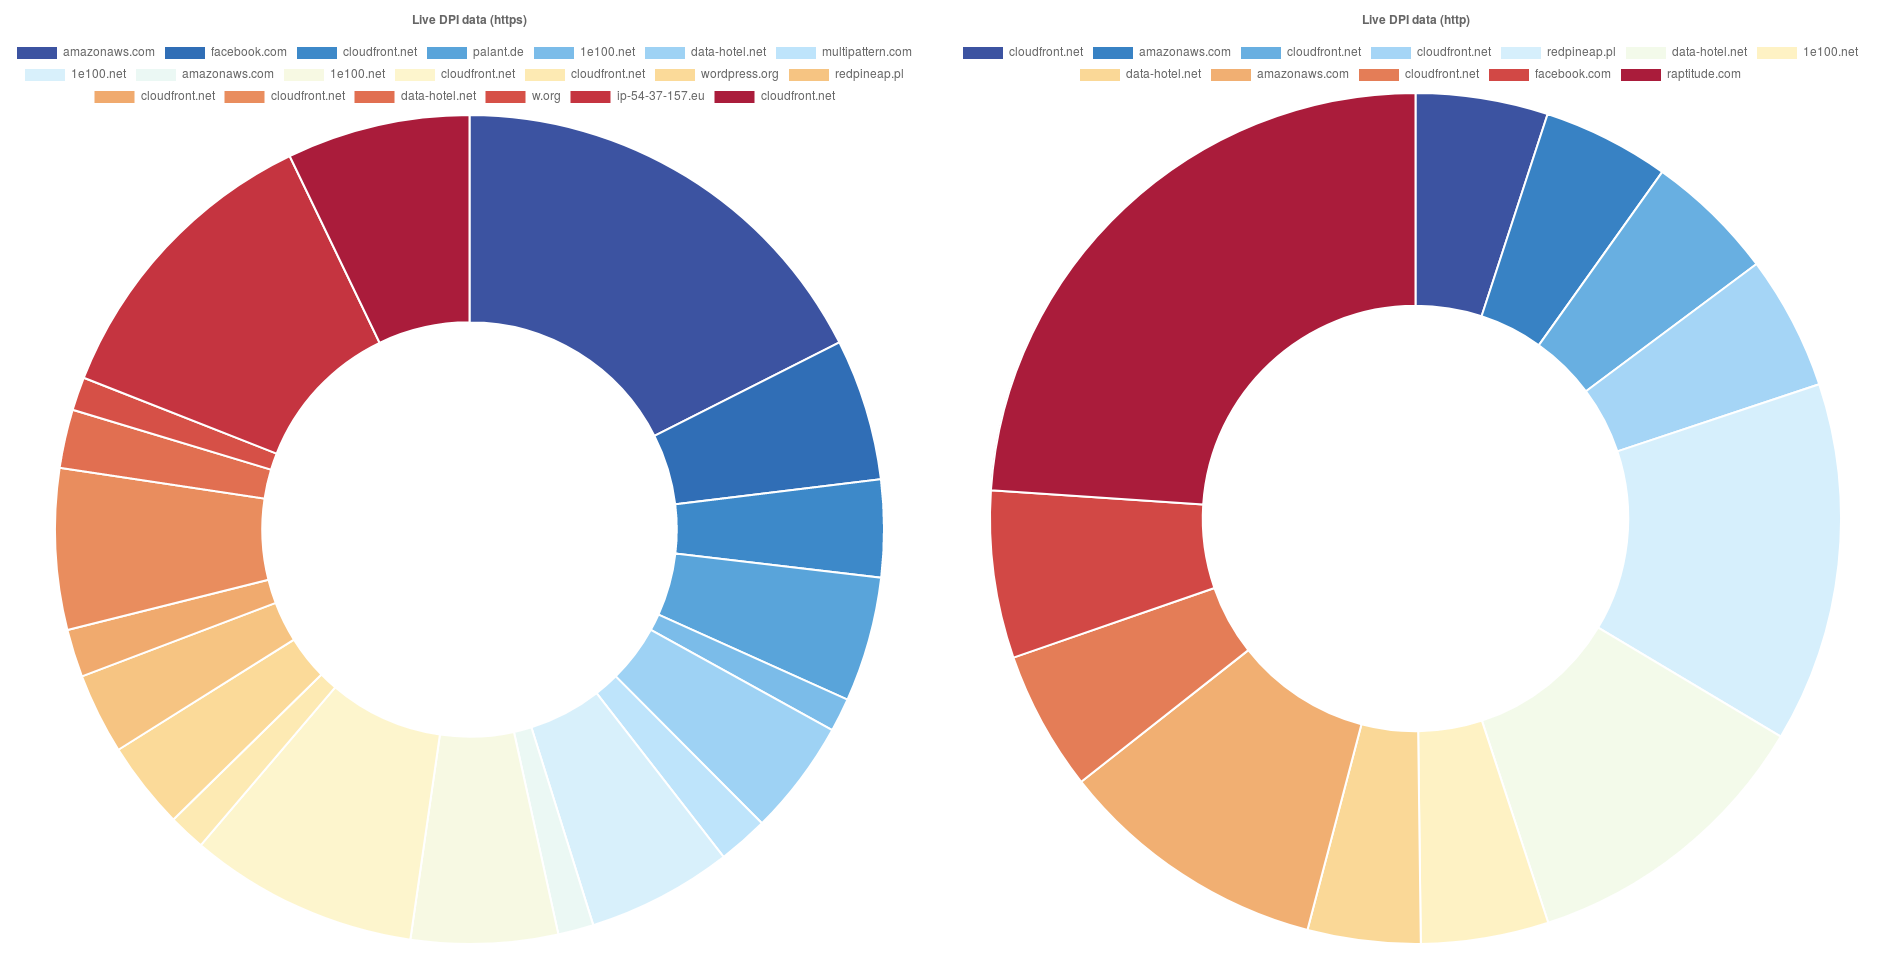 Live DPI data (https)
amazonaws.com facebook.com cloudfront.net palant.de 1e100.net data-hotel.net multipattern.com
1e100.net amazonaws.com 1e100.net cloudfront.net cloudfront.net wordpress.org redpineap.pl
cloudfront.net cloudfront.net data-hotel.net w.org ip-54-37-157.eu cloudfront.net
Live DPI data (http)
cloudfront.net amazonaws.com cloudfront.net cloudfront.net redpineap.pl data-hotel.net 1e100.net
data-hotel.net amazonaws.com cloudfront.net facebook.com raptitude.com